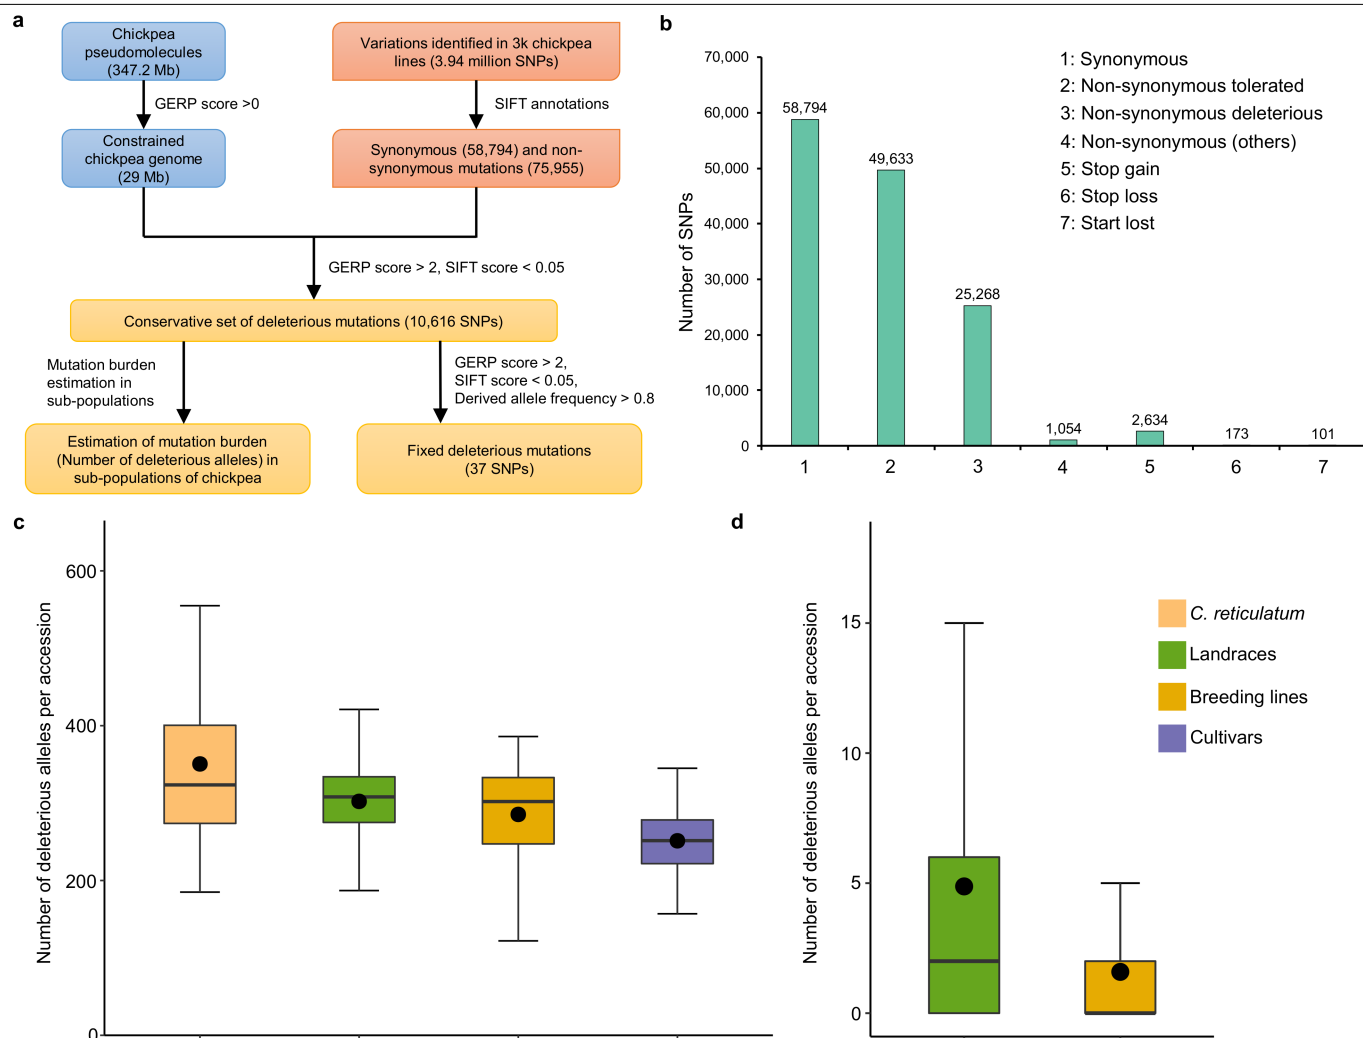 a
Chickpea
pseudomolecules
(347.2 Mb)
Variations identified in 3k chickpea
lines (3.94 million SNPs)
GERP score >0
SIFT annotations
Constrained
chickpea genome
(29 Mb)
Synonymous (58,794) and non-
synonymous mutations (75,955)
GERP score > 2, SIFT score < 0.05
Conservative set of deleterious mutations (10,616 SNPs)
Mutation burden
estimation in
sub-populations
GERP score > 2,
SIFT score < 0.05,
Derived allele frequency > 0.8
Estimation of mutation burden
(Number of deleterious alleles) in
sub-populations of chickpea
Fixed deleterious mutations
(37 SNPs)
b
Number of SNPs
70,000
60,000
50,000
40,000
30,000
20,000
10,000
0
58,794
49,633
25,268
1,054
2,634
173
101
1 2 3 4 5 6 7
1: Synonymous
2: Non-synonymous tolerated
3: Non-synonymous deleterious
4: Non-synonymous (others)
5: Stop gain
6: Stop loss
7: Start lost
c
Number of deleterious alleles per accession
600
400
200
0
d
Number of deleterious alleles per accession
15
10
5
0
C. reticulatum
Landraces
Breeding lines
Cultivars